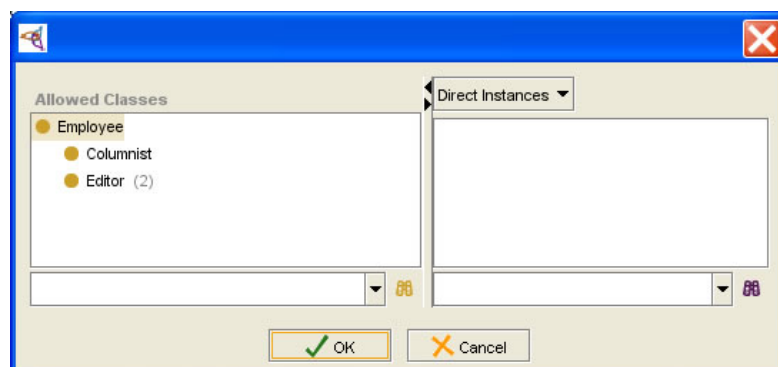 Allowed Classes
Direct Instances
Employee
Columnist
Editor (2)
OK
Cancel